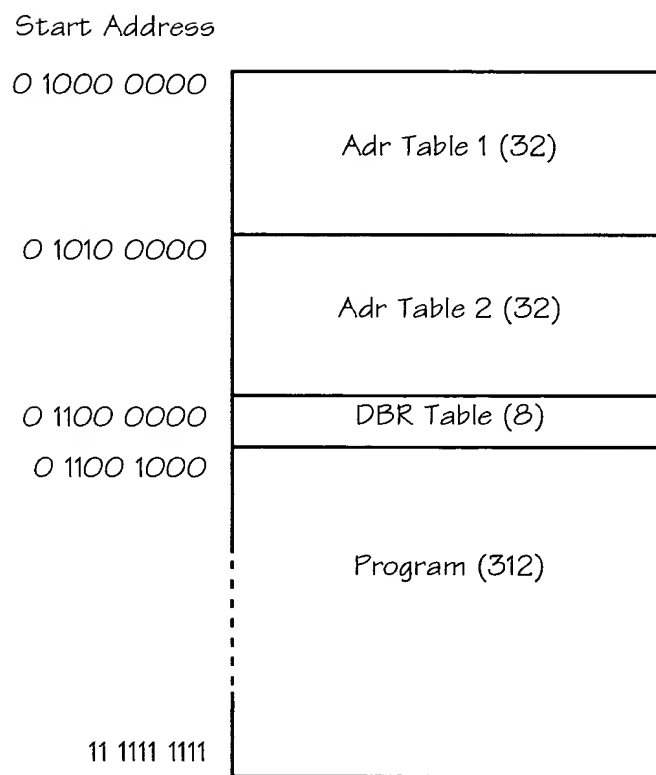 Start Address
0 1000 0000
Adr Table 1 (32)
0 1010 0000
Adr Table 2 (32)
0 1100 0000
DBR Table (8)
0 1100 1000
Program (312)
11 1111 1111